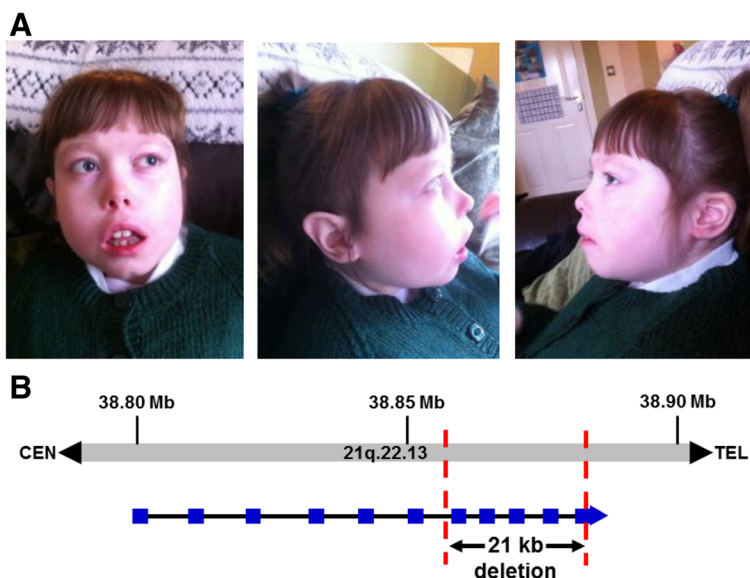 A
B
38.80 Mb 38.85 Mb 38.90 Mb
CEN 21q.22.13 TEL
21 kb
deletion